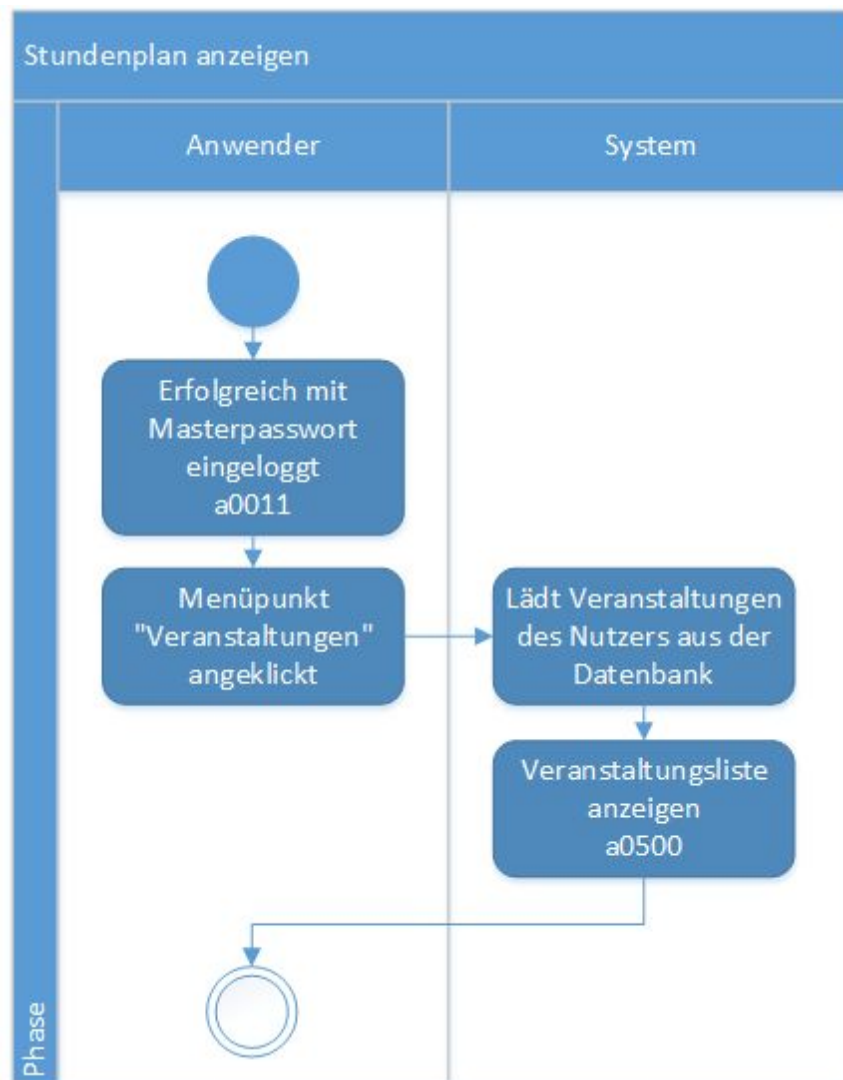 Stundenplan anzeigen
Anwender
System
Erfolgreich mit
Masterpasswort
eingeloggt
a0011
Menüpunkt
"Veranstaltungen"
angeklickt
Lädt Veranstaltungen
des Nutzers aus der
Datenbank
Veranstaltungsliste
anzeigen
a0500
Phase